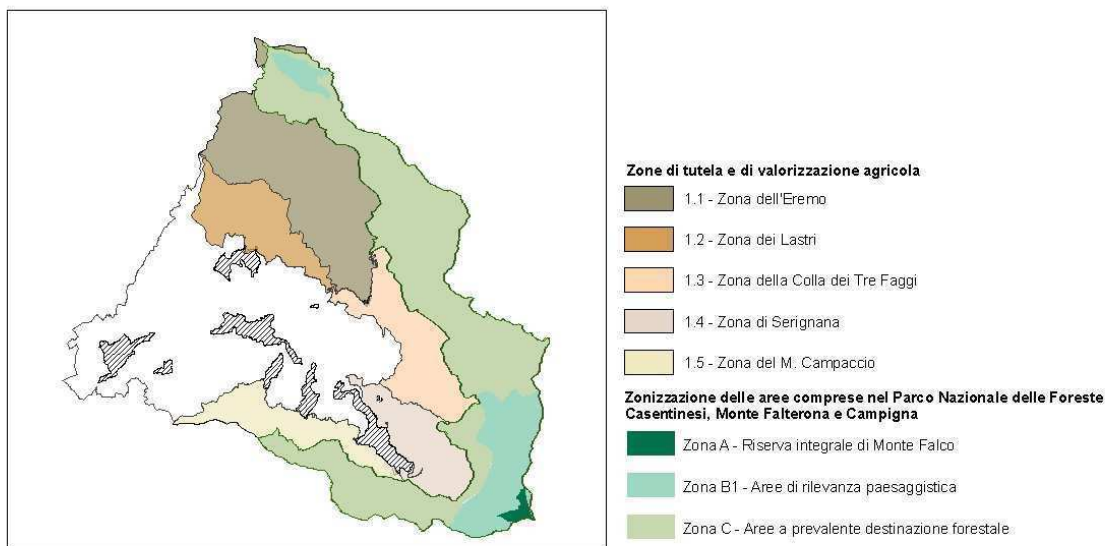 Zone di tutela e di valorizzazione agricola
1.1 - Zona dell'Eremo
1.2 - Zona dei Lastri
1.3 - Zona della Colla dei Tre Faggi
1.4 - Zona di Serignana
1.5 - Zona del M. Campaccio
Zonizzazione delle aree comprese nel Parco Nazionale delle Foreste
Casentinesi, Monte Falterona e Campigna
Zona A - Riserva integrale di Monte Falco
Zona B1 - Aree di rilevanza paesaggistica
Zona C - Aree a prevalente destinazione forestale